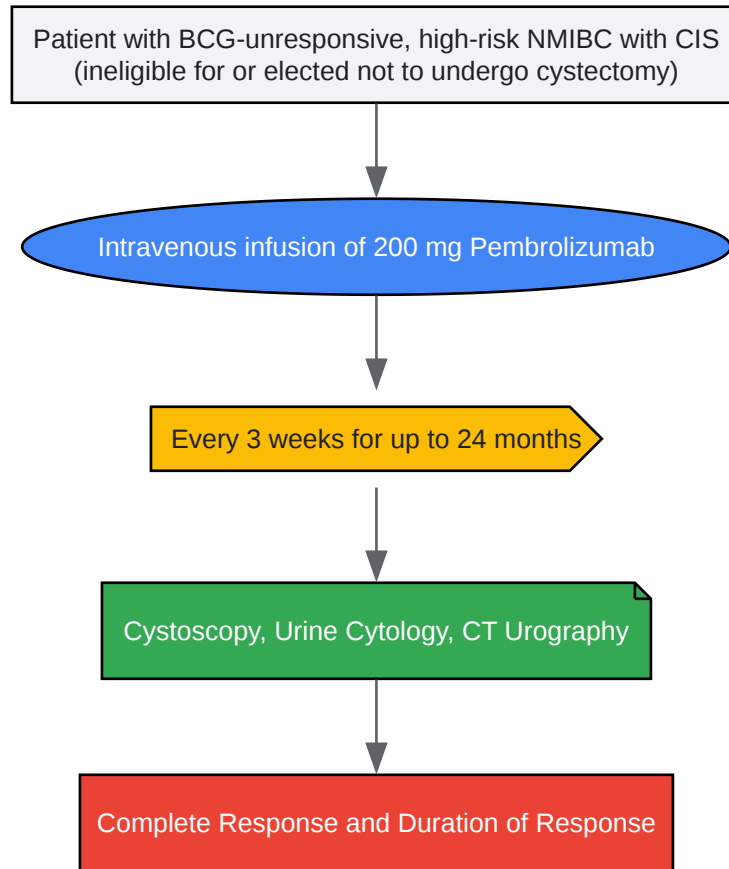 Patient with BCG-unresponsive, high-risk NMIBC with CIS
(ineligible for or elected not to undergo cystectomy)
Intravenous infusion of 200 mg Pembrolizumab
Every 3 weeks for up to 24 months
Cystoscopy, Urine Cytology, CT Urography
Complete Response and Duration of Response